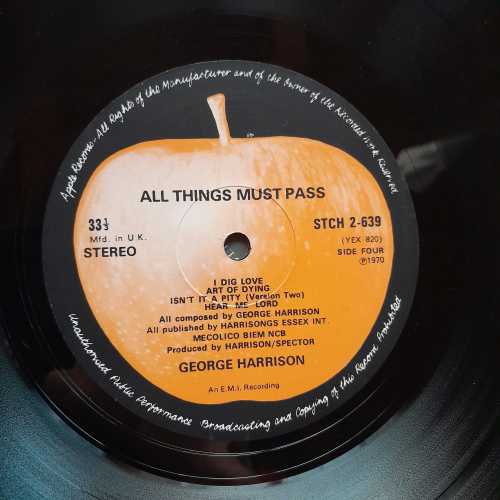 Apple Records · All Rights of the Manufacturer and of the Owner of the Recorded Work Reserved
ALL THINGS MUST PASS
33⅓
Mfd. in U.K.
STEREO
STCH 2-639
(YEX 820)
SIDE FOUR
Ⓟ1970
I DIG LOVE
ART OF DYING
ISN'T IT A PITY (Version Two)
HEAR ME LORD
All composed by GEORGE HARRISON
All published by HARRISONGS ESSEX INT.
MECOLICO BIEM NCB
Produced by HARRISON/SPECTOR
GEORGE HARRISON
An E.M.I. Recording
Unauthorised Public Performance · Broadcasting and Copying of this Record Prohibited